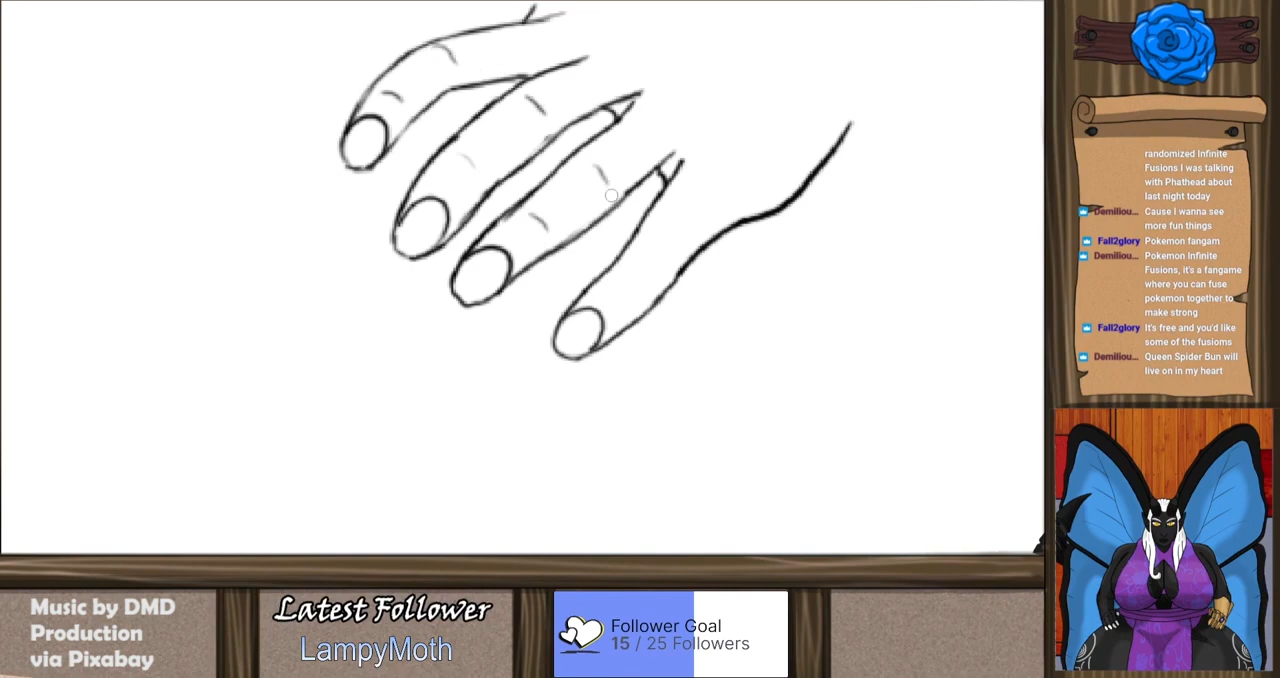 randomized Infinite
Fusions I was talking
with Phathead about
last night today
Demiliou... Cause I wanna see
more fun things
Fall2glory Pokemon fangam
Demiliou... Pokemon Infinite
Fusions, it's a fangame
where you can fuse
pokemon together to
make strong
Fall2glory It's free and you'd like
some of the fusioms
Demiliou... Queen Spider Bun will
live on in my heart
Music by DMD
Production
via Pixabay
Latest Follower
LampyMoth
Follower Goal
15 / 25 Followers